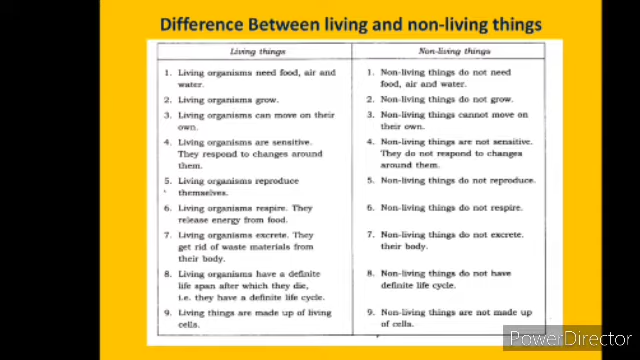 Difference Between living and non-living things
Living things
Non-living things
1. Living organisms need food, air and
water.
1. Non-living things do not need
food, air and water.
2. Living organisms grow.
2. Non-living things do not grow.
3. Living organisms can move on their
own.
3. Non-living things cannot move on
their own.
4. Living organisms are sensitive.
They respond to changes around
them.
4. Non-living things are not sensitive.
They do not respond to changes
around them.
5. Living organisms reproduce
themselves.
5. Non-living things do not reproduce.
6. Living organisms respire. They
release energy from food.
6. Non-living things do not respire.
7. Living organisms excrete. They
get rid of waste materials from
their body.
7. Non-living things do not excrete.
their body.
8. Living organisms have a definite
life span after which they die,
i.e. they have a definite life cycle.
8. Non-living things do not have
definite life cycle.
9. Living things are made up of living
cells.
9. Non-living things are not made up
of cells.
PowerDirector